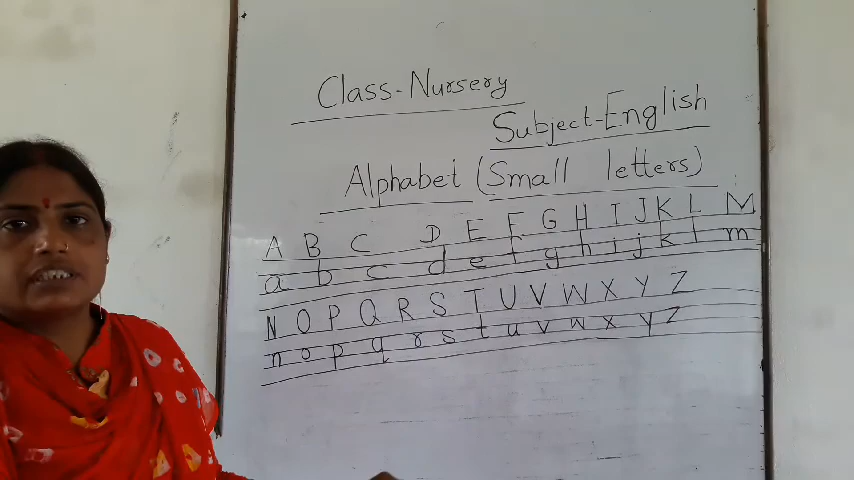 Class-Nursery
Subject-English
Alphabet (Small letters)
A B C D E F G H I J K L M
a b c d e f g h i j k l m
N O P Q R S T U V W X Y Z
n o p q r s t u v w x y z